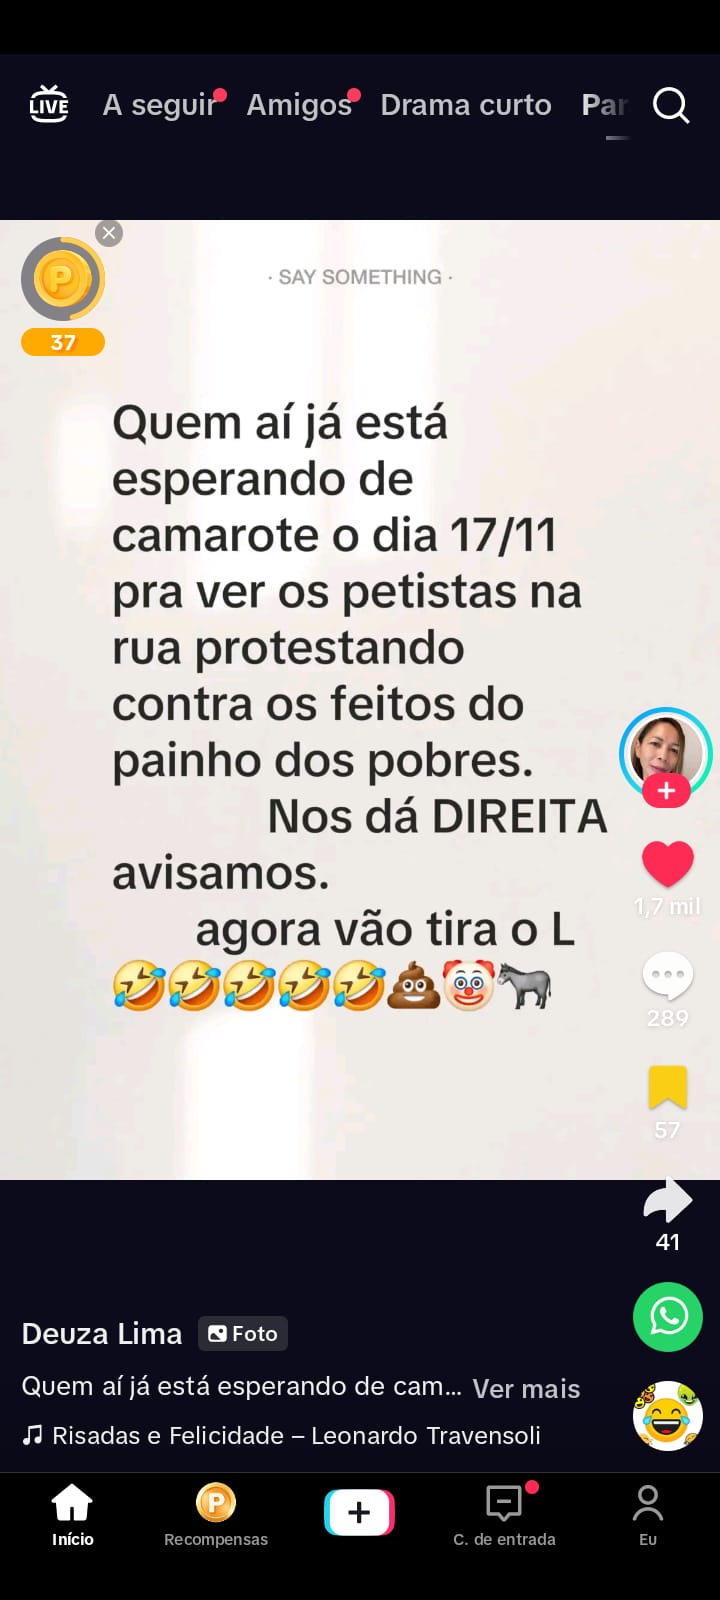 LIVE
A seguir
Amigos
Drama curto
Par
P
37
· SAY SOMETHING ·
Quem aí já está
esperando de
camarote o dia 17/11
pra ver os petistas na
rua protestando
contra os feitos do
painho dos pobres.
Nos dá DIREITA
avisamos.
agora vão tira o L
🤣🤣🤣🤣🤣💩🤡🫏
1,7 mil
289
57
41
Deuza Lima
Foto
Quem aí já está esperando de cam... Ver mais
Risadas e Felicidade – Leonardo Travensoli
P
Início
Recompensas
C. de entrada
Eu